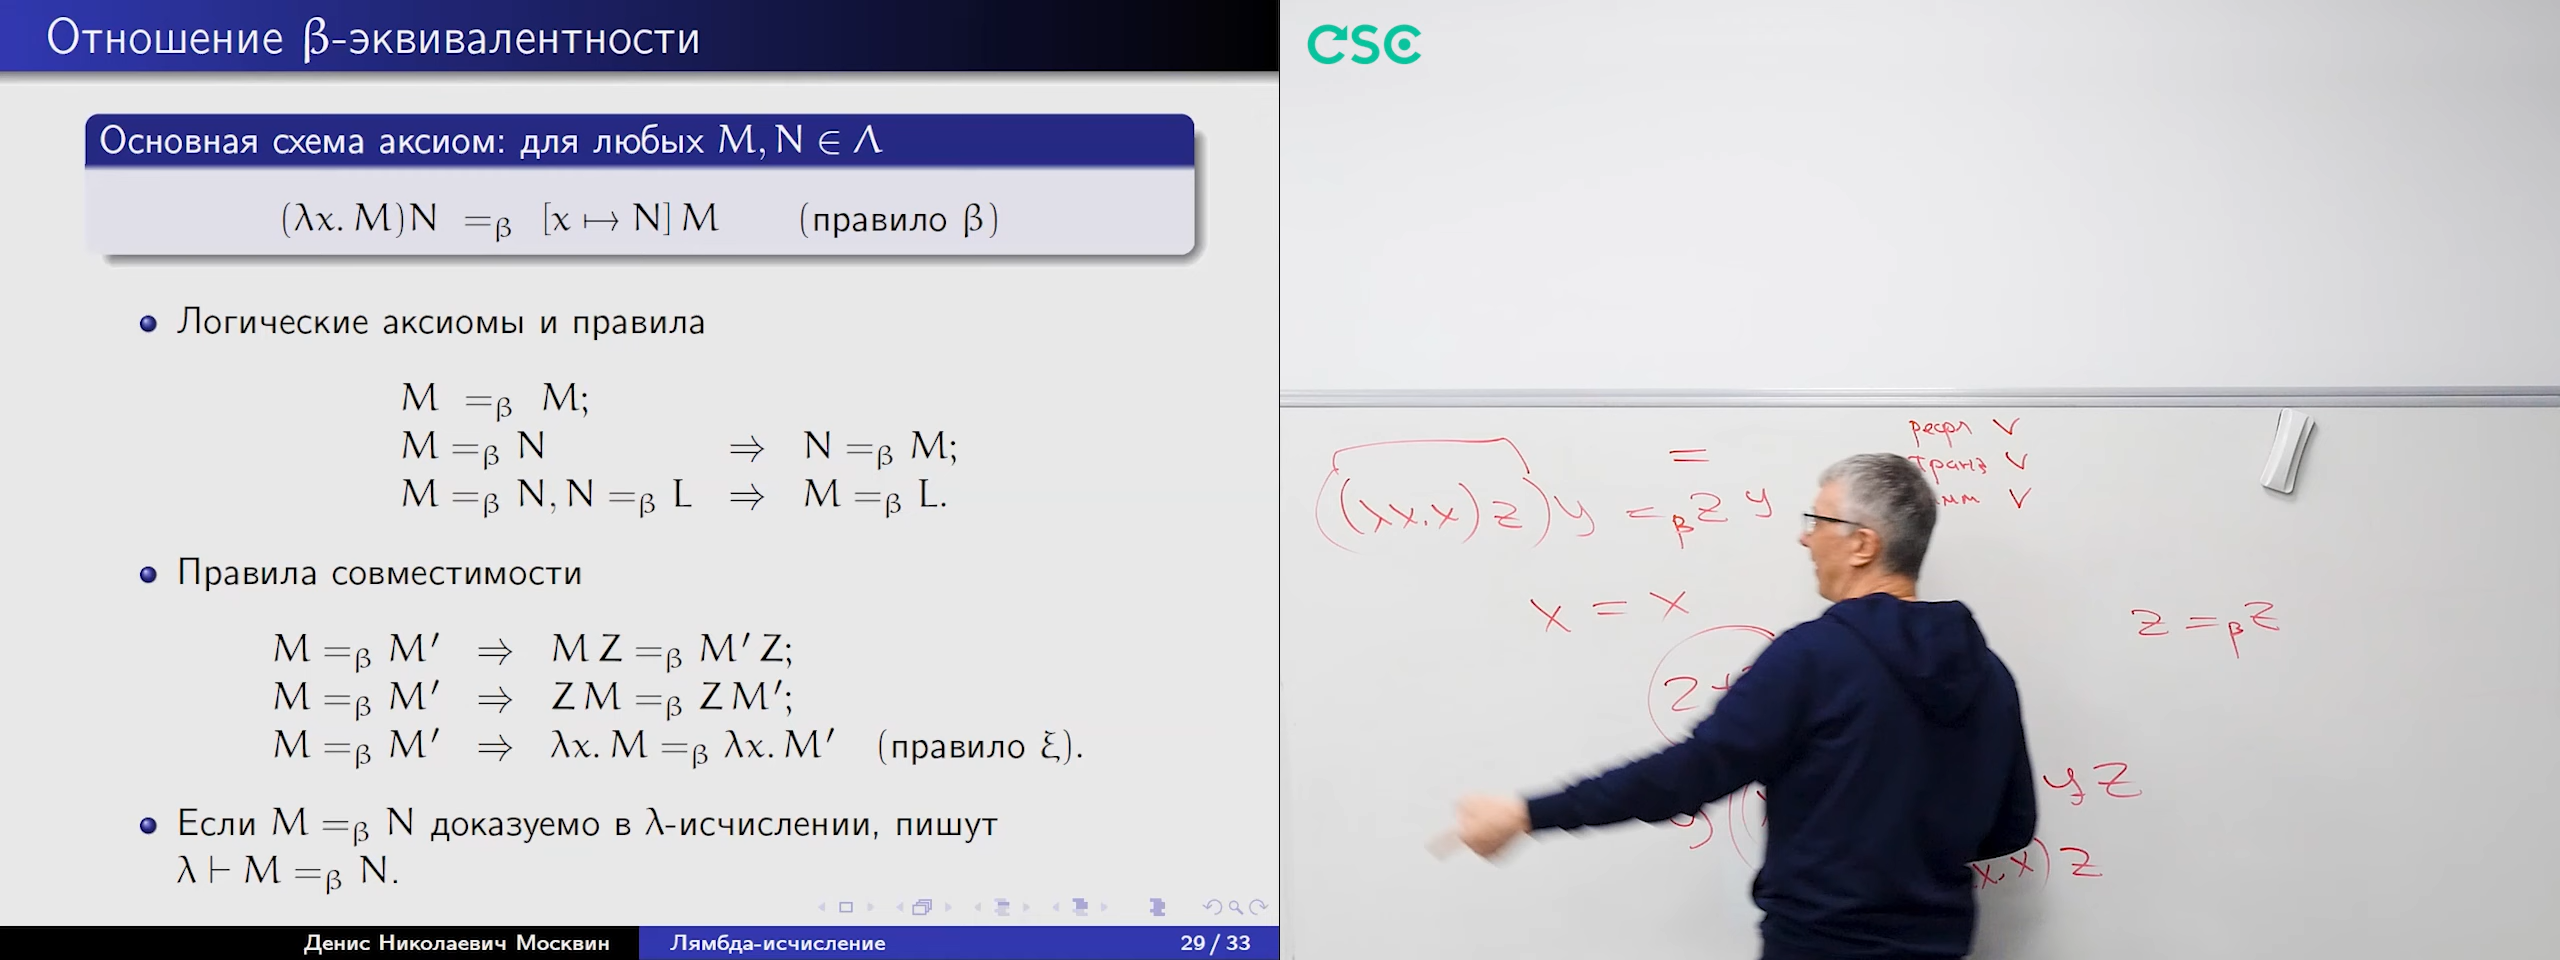 Отношение β-эквивалентности
Основная схема аксиом: для любых M, N ∈ Λ
(λx. M)N =β [x ↦ N] M (правило β)
Логические аксиомы и правила
M =β M;
M =β N ⇒ N =β M;
M =β N, N =β L ⇒ M =β L.
Правила совместимости
M =β M′ ⇒ M Z =β M′ Z;
M =β M′ ⇒ Z M =β Z M′;
M =β M′ ⇒ λx. M =β λx. M′ (правило ξ).
Если M =β N доказуемо в λ-исчислении, пишут
λ ⊢ M =β N.
Денис Николаевич Москвин
Лямбда-исчисление
29 / 33
CSC
=
рефл V
транз V
V
((λx.x)z)y =β z y
x = x
z =β z
2 +
y z
y
x.x) z